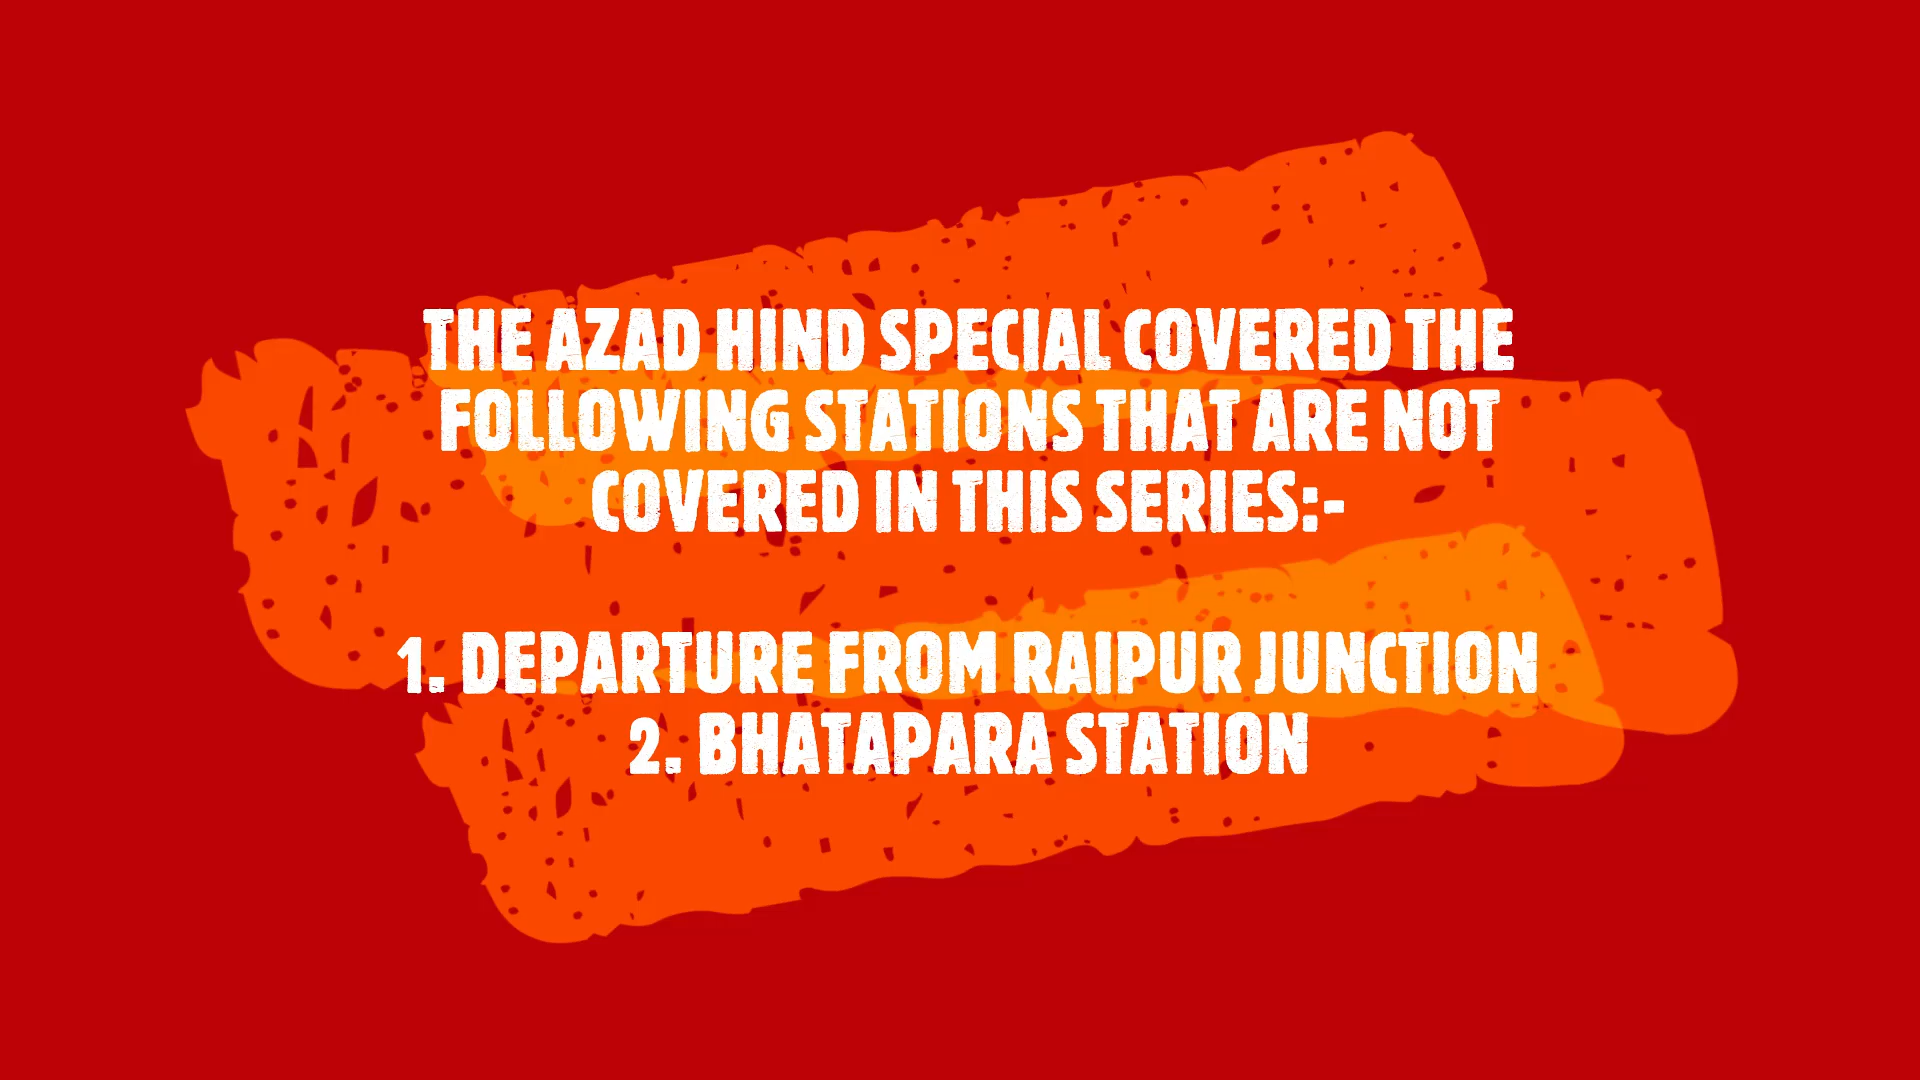 THE AZAD HIND SPECIAL COVERED THE
FOLLOWING STATIONS THAT ARE NOT
COVERED IN THIS SERIES:-
1. DEPARTURE FROM RAIPUR JUNCTION
2. BHATAPARA STATION